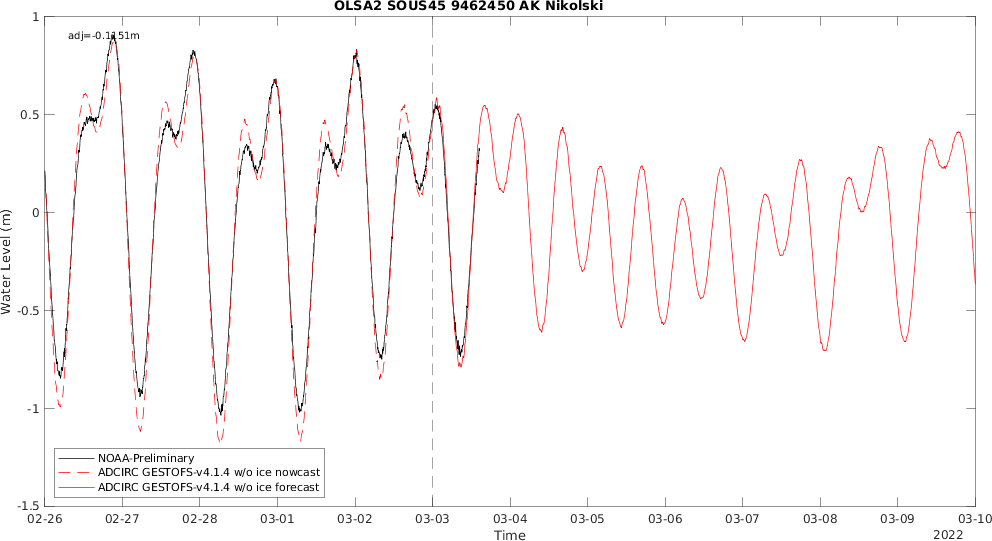 OLSA2 SOUS45 9462450 AK Nikolski
adj=-0.1151m
1
0.5
0
-0.5
-1
-1.5
Water Level (m)
NOAA-Preliminary
ADCIRC GESTOFS-v4.1.4 w/o ice nowcast
ADCIRC GESTOFS-v4.1.4 w/o ice forecast
02-26 02-27 02-28 03-01 03-02 03-03 03-04 03-05 03-06 03-07 03-08 03-09 03-10
Time
2022